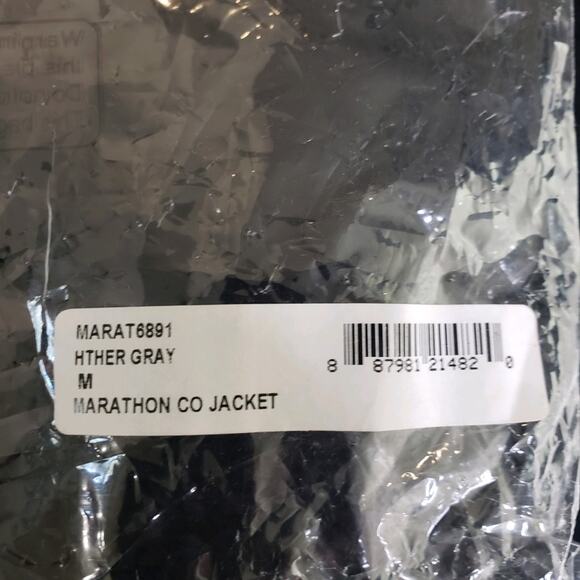 MARAT6891
HTHER GRAY
M
MARATHON CO JACKET
8 87981 21482 0